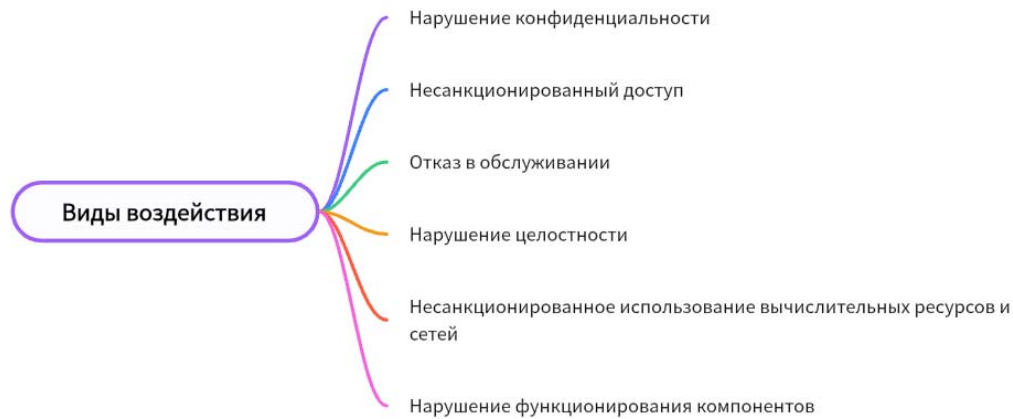 Виды воздействия
Нарушение конфиденциальности
Несанкционированный доступ
Отказ в обслуживании
Нарушение целостности
Несанкционированное использование вычислительных ресурсов и
сетей
Нарушение функционирования компонентов